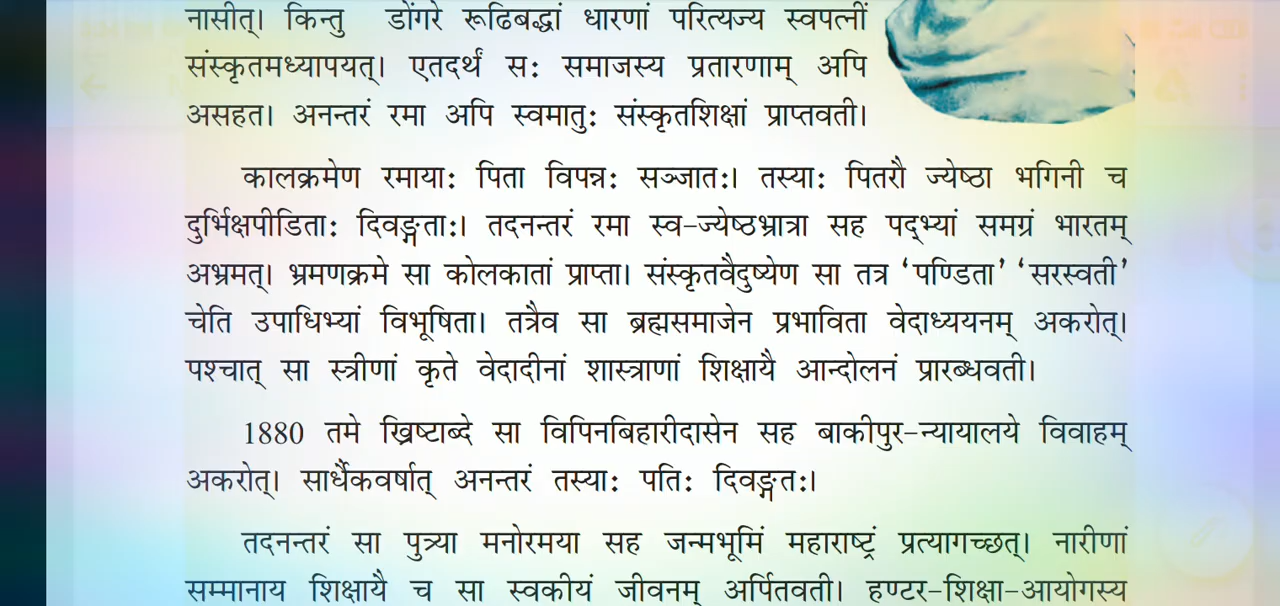 नासीत्। किन्तु डोंगरे रूढिबद्धां धारणां परित्यज्य स्वपत्नीं
संस्कृतमध्यापयत्। एतदर्थं सः समाजस्य प्रतारणाम् अपि
असहत। अनन्तरं रमा अपि स्वमातुः संस्कृतशिक्षां प्राप्तवती।
कालक्रमेण रमायाः पिता विपन्नः सञ्जातः। तस्याः पितरौ ज्येष्ठा भगिनी च
दुर्भिक्षपीडिताः दिवङ्गताः। तदनन्तरं रमा स्व-ज्येष्ठभ्रात्रा सह पद्भ्यां समग्रं भारतम्
अभ्रमत्। भ्रमणक्रमे सा कोलकातां प्राप्ता। संस्कृतवैदुष्येण सा तत्र ‘पण्डिता’ ‘सरस्वती’
चेति उपाधिभ्यां विभूषिता। तत्रैव सा ब्रह्मसमाजेन प्रभाविता वेदाध्ययनम् अकरोत्।
पश्चात् सा स्त्रीणां कृते वेदादीनां शास्त्राणां शिक्षायै आन्दोलनं प्रारब्धवती।
1880 तमे ख्रिष्टाब्दे सा विपिनबिहारीदासेन सह बाकीपुर-न्यायालये विवाहम्
अकरोत्। सार्धैकवर्षात् अनन्तरं तस्याः पतिः दिवङ्गतः।
तदनन्तरं सा पुत्र्या मनोरमया सह जन्मभूमिं महाराष्ट्रं प्रत्यागच्छत्। नारीणां
सम्मानाय शिक्षायै च सा स्वकीयं जीवनम् अर्पितवती। हण्टर-शिक्षा-आयोगस्य